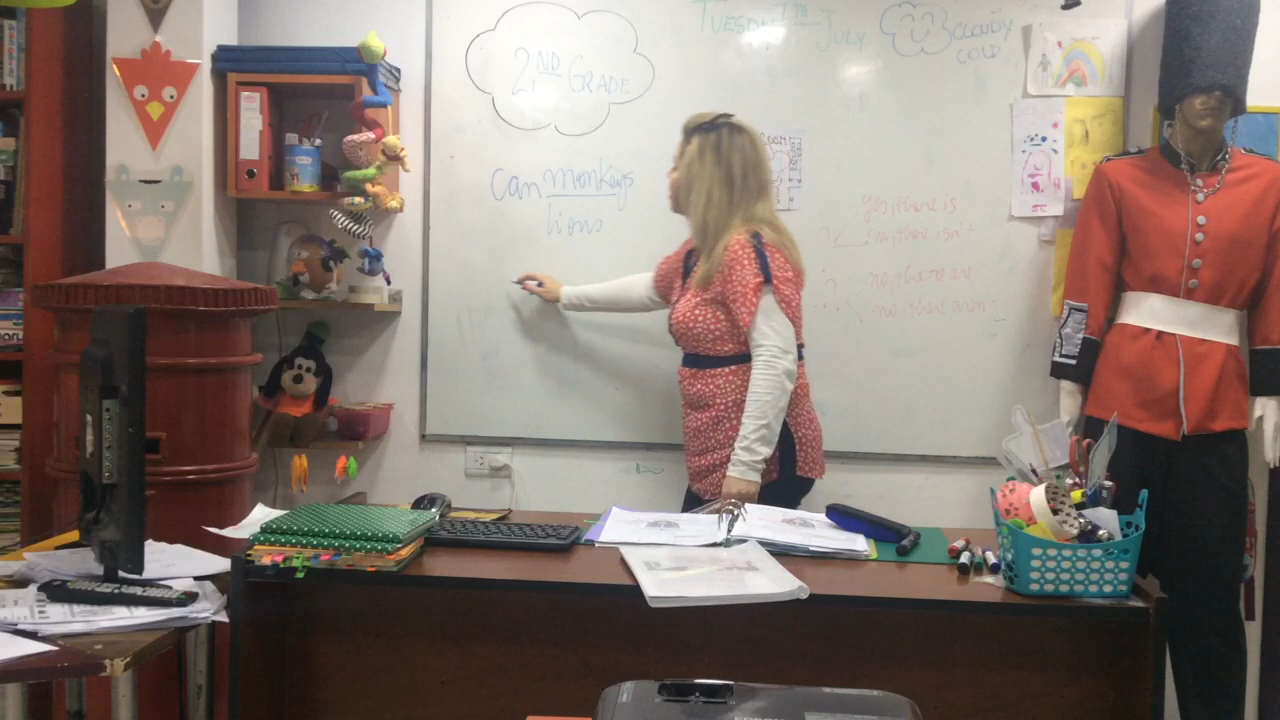 2ND GRADE
TUESDAY 7TH JULY
CLOUDY
COLD
can monkeys
lions
yes, there is
no, there isn't
no, there are
no, there aren't